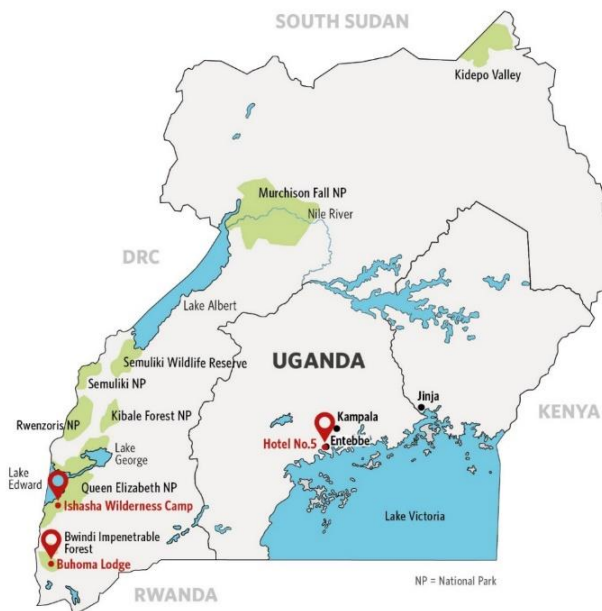 SOUTH SUDAN
Kidepo Valley
Murchison Fall NP
Nile River
DRC
Lake Albert
Semuliki Wildlife Reserve
Semuliki NP
UGANDA
Rwenzoris NP
Kibale Forest NP
Jinja
Kampala
KENYA
Hotel No.5
Entebbe
Lake
George
Lake
Edward
Queen Elizabeth NP
Ishasha Wilderness Camp
Lake Victoria
Bwindi Impenetrable
Forest
Buhoma Lodge
RWANDA
NP = National Park